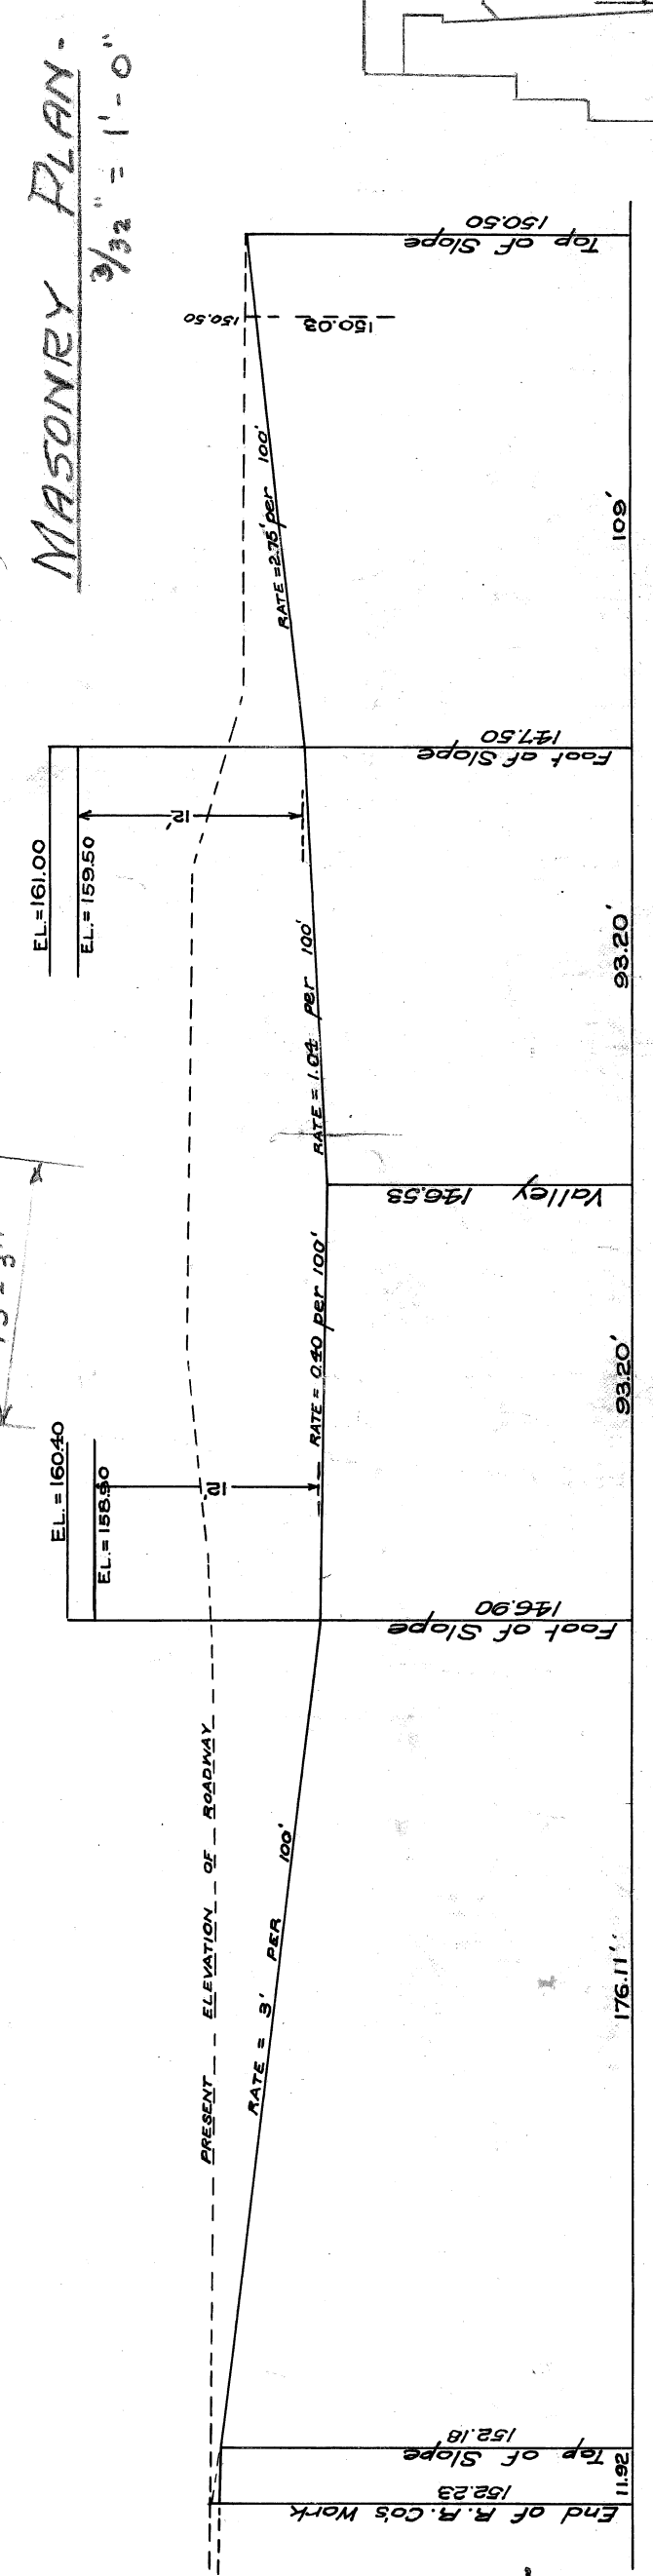 MASONRY PLAN-
3/32" = 1'-0"
Top of Slope
150.50
150.50
150.03
RATE = 2.75' per 100'
109'
Foot of Slope
147.50
EL.=161.00
EL.=159.50
12'
RATE = 1.04 per 100'
93.20'
Valley 146.53
RATE = 0.40 per 100'
93.20'
EL.=160.40
12'
Foot of Slope
146.90
PRESENT ELEVATION OF ROADWAY
RATE = 3' PER 100'
176.11'
Top of Slope
152.18
11.92
End of R.R.Co's Work
152.23